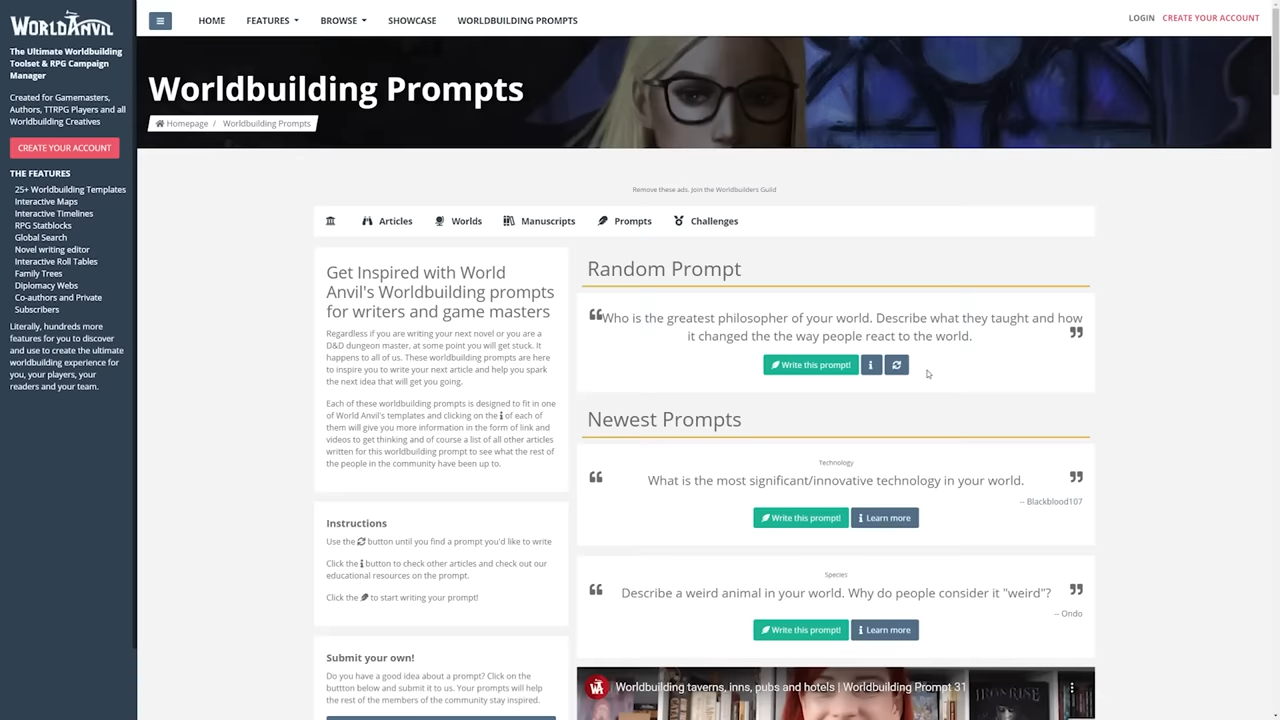 WORLDANVIL
The Ultimate Worldbuilding
Toolset & RPG Campaign
Manager
Created for Gamemasters,
Authors, TTRPG Players and all
Worldbuilding Creatives
CREATE YOUR ACCOUNT
THE FEATURES
25+ Worldbuilding Templates
Interactive Maps
Interactive Timelines
RPG Statblocks
Global Search
Novel writing editor
Interactive Roll Tables
Family Trees
Diplomacy Webs
Co-authors and Private
Subscribers
Literally, hundreds more
features for you to discover
and use to create the ultimate
worldbuilding experience for
you, your players, your
readers and your team.
HOME FEATURES BROWSE SHOWCASE WORLDBUILDING PROMPTS
LOGIN CREATE YOUR ACCOUNT
Worldbuilding Prompts
Homepage / Worldbuilding Prompts
Remove these ads. Join the Worldbuilders Guild
Articles Worlds Manuscripts Prompts Challenges
Get Inspired with World
Anvil's Worldbuilding prompts
for writers and game masters
Regardless if you are writing your next novel or you are a
D&D dungeon master, at some point you will get stuck. It
happens to all of us. These worldbuilding prompts are here
to inspire you to write your next article and help you spark
the next idea that will get you going.
Each of these worldbuilding prompts is designed to fit in one
of World Anvil's templates and clicking on the i of each of
them will give you more information in the form of link and
videos to get thinking and of course a list of all other articles
written for this worldbuilding prompt to see what the rest of
the people in the community have been up to.
Instructions
Use the button until you find a prompt you'd like to write
Click the i button to check other articles and check out our
educational resources on the prompt.
Click the to start writing your prompt!
Submit your own!
Do you have a good idea about a prompt? Click on the
buttton below and submit it to us. Your prompts will help
the rest of the members of the community stay inspired.
Random Prompt
❝Who is the greatest philosopher of your world. Describe what they taught and how
it changed the the way people react to the world. ❞
Write this prompt! i
Newest Prompts
Technology
❝ What is the most significant/innovative technology in your world. ❞
-- Blackblood107
Write this prompt! i Learn more
Species
❝ Describe a weird animal in your world. Why do people consider it "weird"? ❞
-- Ondo
Write this prompt! i Learn more
WA Worldbuilding taverns, inns, pubs and hotels | Worldbuilding Prompt 31
IRONRISE